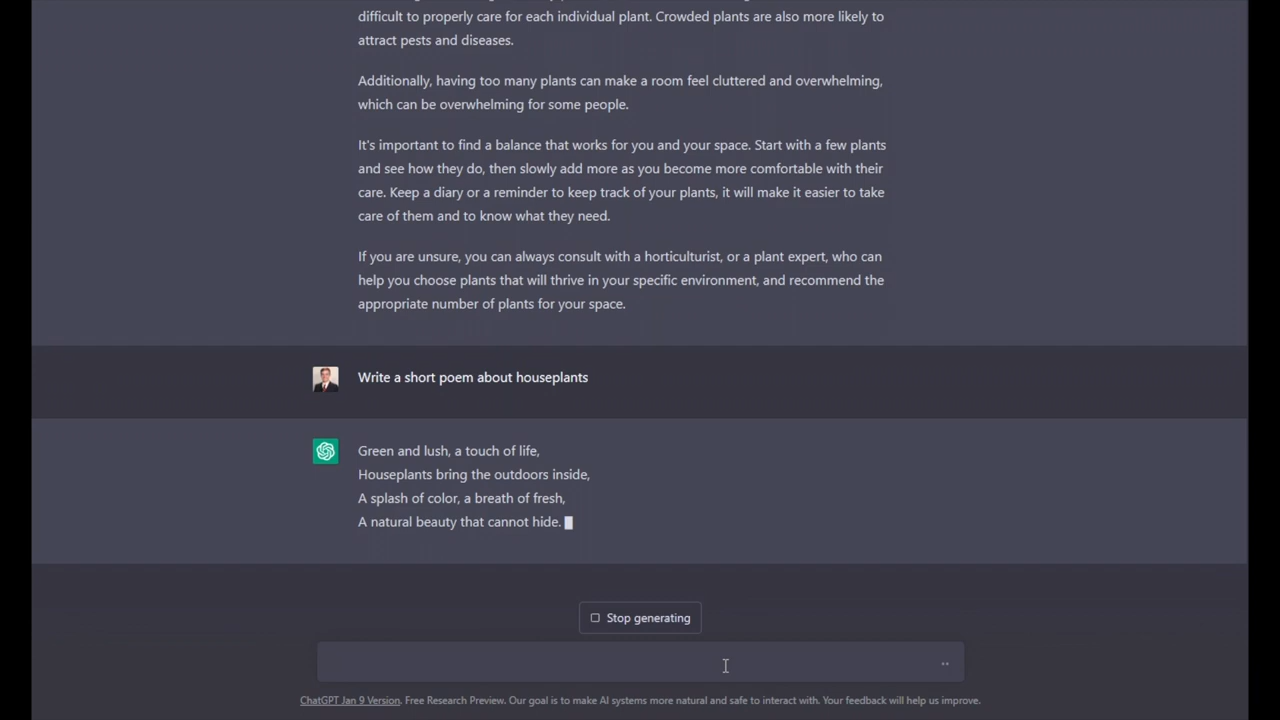 difficult to properly care for each individual plant. Crowded plants are also more likely to
attract pests and diseases.
Additionally, having too many plants can make a room feel cluttered and overwhelming,
which can be overwhelming for some people.
It's important to find a balance that works for you and your space. Start with a few plants
and see how they do, then slowly add more as you become more comfortable with their
care. Keep a diary or a reminder to keep track of your plants, it will make it easier to take
care of them and to know what they need.
If you are unsure, you can always consult with a horticulturist, or a plant expert, who can
help you choose plants that will thrive in your specific environment, and recommend the
appropriate number of plants for your space.
Write a short poem about houseplants
Green and lush, a touch of life,
Houseplants bring the outdoors inside,
A splash of color, a breath of fresh,
A natural beauty that cannot hide.
Stop generating
ChatGPT Jan 9 Version. Free Research Preview. Our goal is to make AI systems more natural and safe to interact with. Your feedback will help us improve.